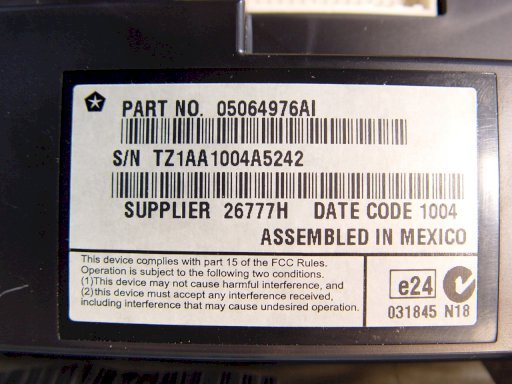 PART NO. 05064976AI
S/N TZ1AA1004A5242
SUPPLIER 26777H DATE CODE 1004
ASSEMBLED IN MEXICO
This device complies with part 15 of the FCC Rules.
Operation is subject to the following two conditions.
(1)This device may not cause harmful interference, and
(2)this device must accept any interference received,
including interference that may cause undesired operation.
e24
031845 N18